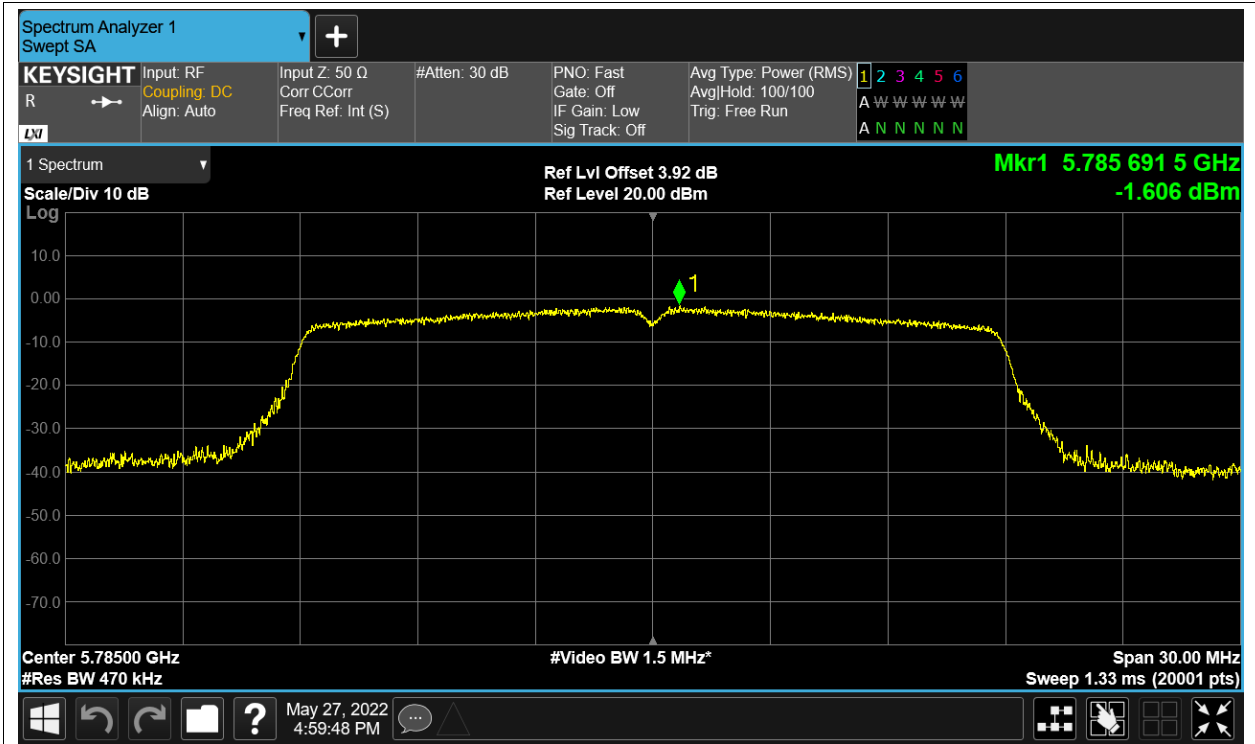 Spectrum Analyzer 1
Swept SA
KEYSIGHT
R
LXI
Input: RF
Coupling: DC
Align: Auto
Input Z: 50 Ω
Corr CCorr
Freq Ref: Int (S)
#Atten: 30 dB
PNO: Fast
Gate: Off
IF Gain: Low
Sig Track: Off
Avg Type: Power (RMS)
Avg|Hold: 100/100
Trig: Free Run
1 2 3 4 5 6
A W W W W W
A N N N N N
1 Spectrum
Scale/Div 10 dB
Ref Lvl Offset 3.92 dB
Ref Level 20.00 dBm
Mkr1 5.785 691 5 GHz
-1.606 dBm
Log
10.0
0.00
-10.0
-20.0
-30.0
-40.0
-50.0
-60.0
-70.0
1
Center 5.78500 GHz
#Res BW 470 kHz
#Video BW 1.5 MHz*
Span 30.00 MHz
Sweep 1.33 ms (20001 pts)
?
May 27, 2022
4:59:48 PM